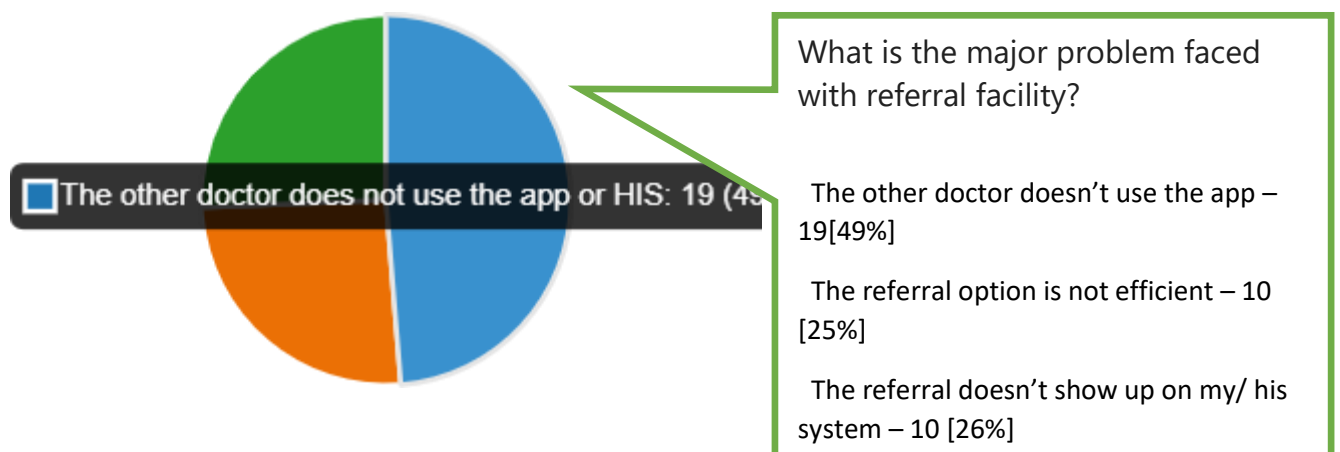 The other doctor does not use the app or HIS: 19 (49
What is the major problem faced
with referral facility?
The other doctor doesn’t use the app –
19[49%]
The referral option is not efficient – 10
[25%]
The referral doesn’t show up on my/ his
system – 10 [26%]